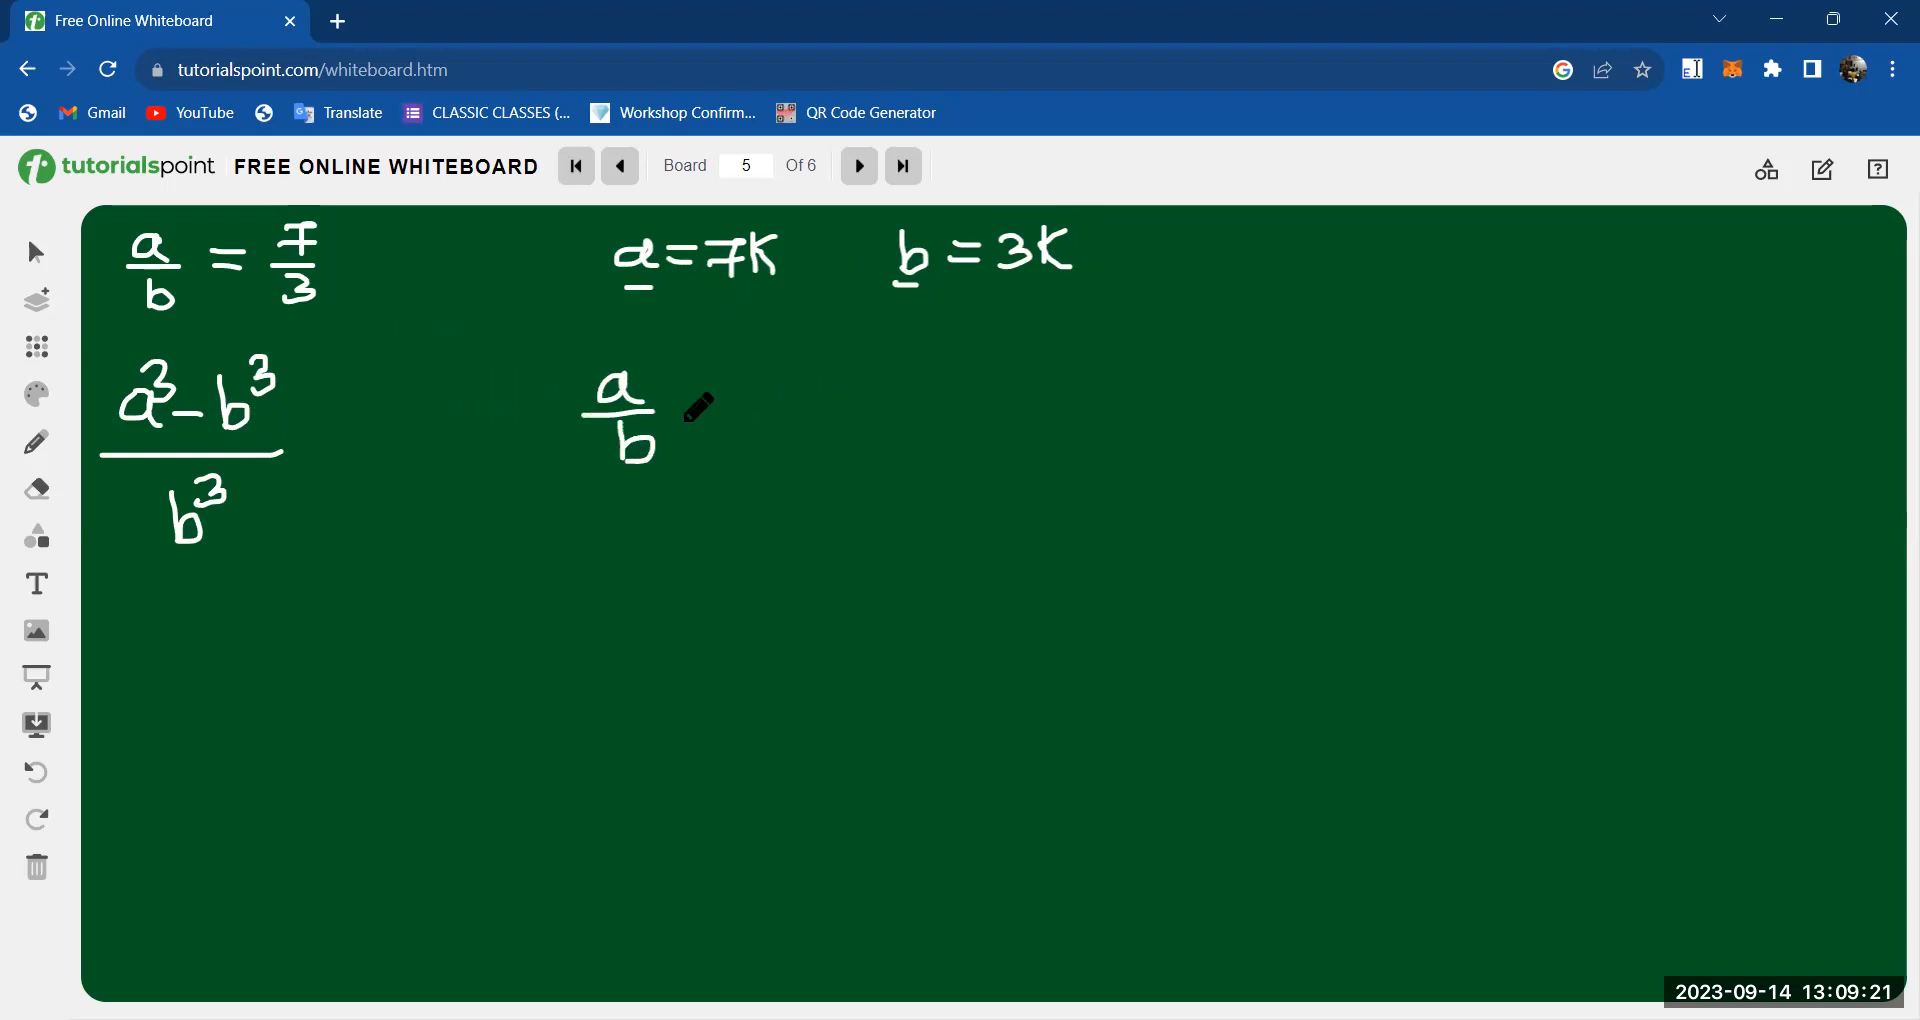 Free Online Whiteboard
tutorialspoint.com/whiteboard.htm
Gmail YouTube Translate CLASSIC CLASSES (... Workshop Confirm... QR Code Generator
tutorialspoint FREE ONLINE WHITEBOARD Board 5 Of 6
a/b = 7/3 a=7K b=3K
a³-b³/b³ a/b
2023-09-14 13:09:21